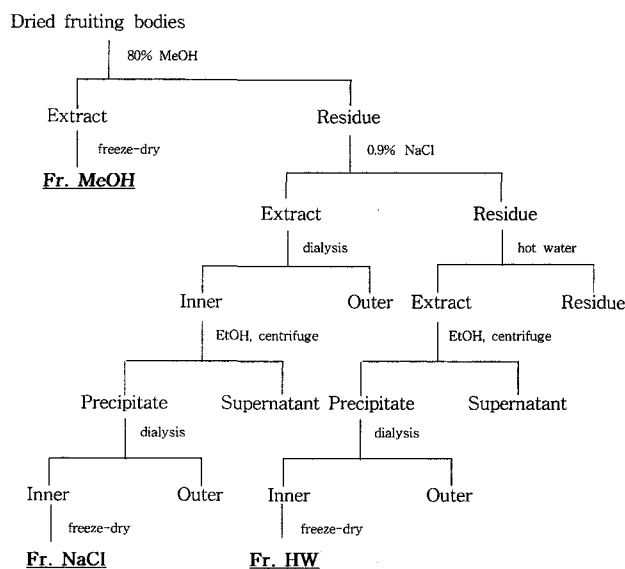 Dried fruiting bodies
80% MeOH
Extract Residue
freeze-dry 0.9% NaCl
Fr. MeOH
Extract Residue
dialysis hot water
Inner Outer Extract Residue
EtOH, centrifuge EtOH, centrifuge
Precipitate Supernatant Precipitate Supernatant
dialysis dialysis
Inner Outer Inner Outer
freeze-dry freeze-dry
Fr. NaCl Fr. HW